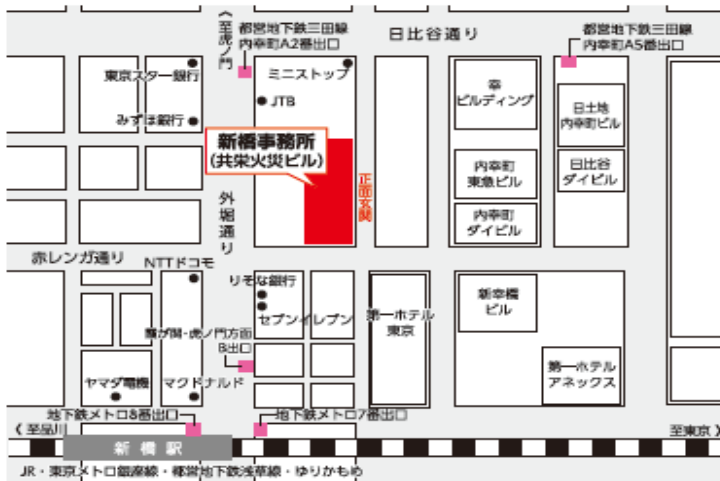 《至虎ノ門
都営地下鉄三田線
内幸町A2番出口
日比谷通り
都営地下鉄三田線
内幸町A5番出口
東京スター銀行
ミニストップ
JTB
みずほ銀行
幸
ビルディング
日土地
内幸町ビル
新橋事務所
(共栄火災ビル)
正面玄関
内幸町
東急ビル
日比谷
ダイビル
外堀通り
内幸町
ダイビル
赤レンガ通り
NTTドコモ
りそな銀行
セブンイレブン
第一ホテル
東京
新幸橋
ビル
霞が関・虎ノ門方面
B出口
ヤマダ電機
マクドナルド
第一ホテル
アネックス
地下鉄メトロ8番出口
地下鉄メトロ7番出口
《至品川
至東京》
新橋駅
JR・東京メトロ銀座線・都営地下鉄浅草線・ゆりかもめ